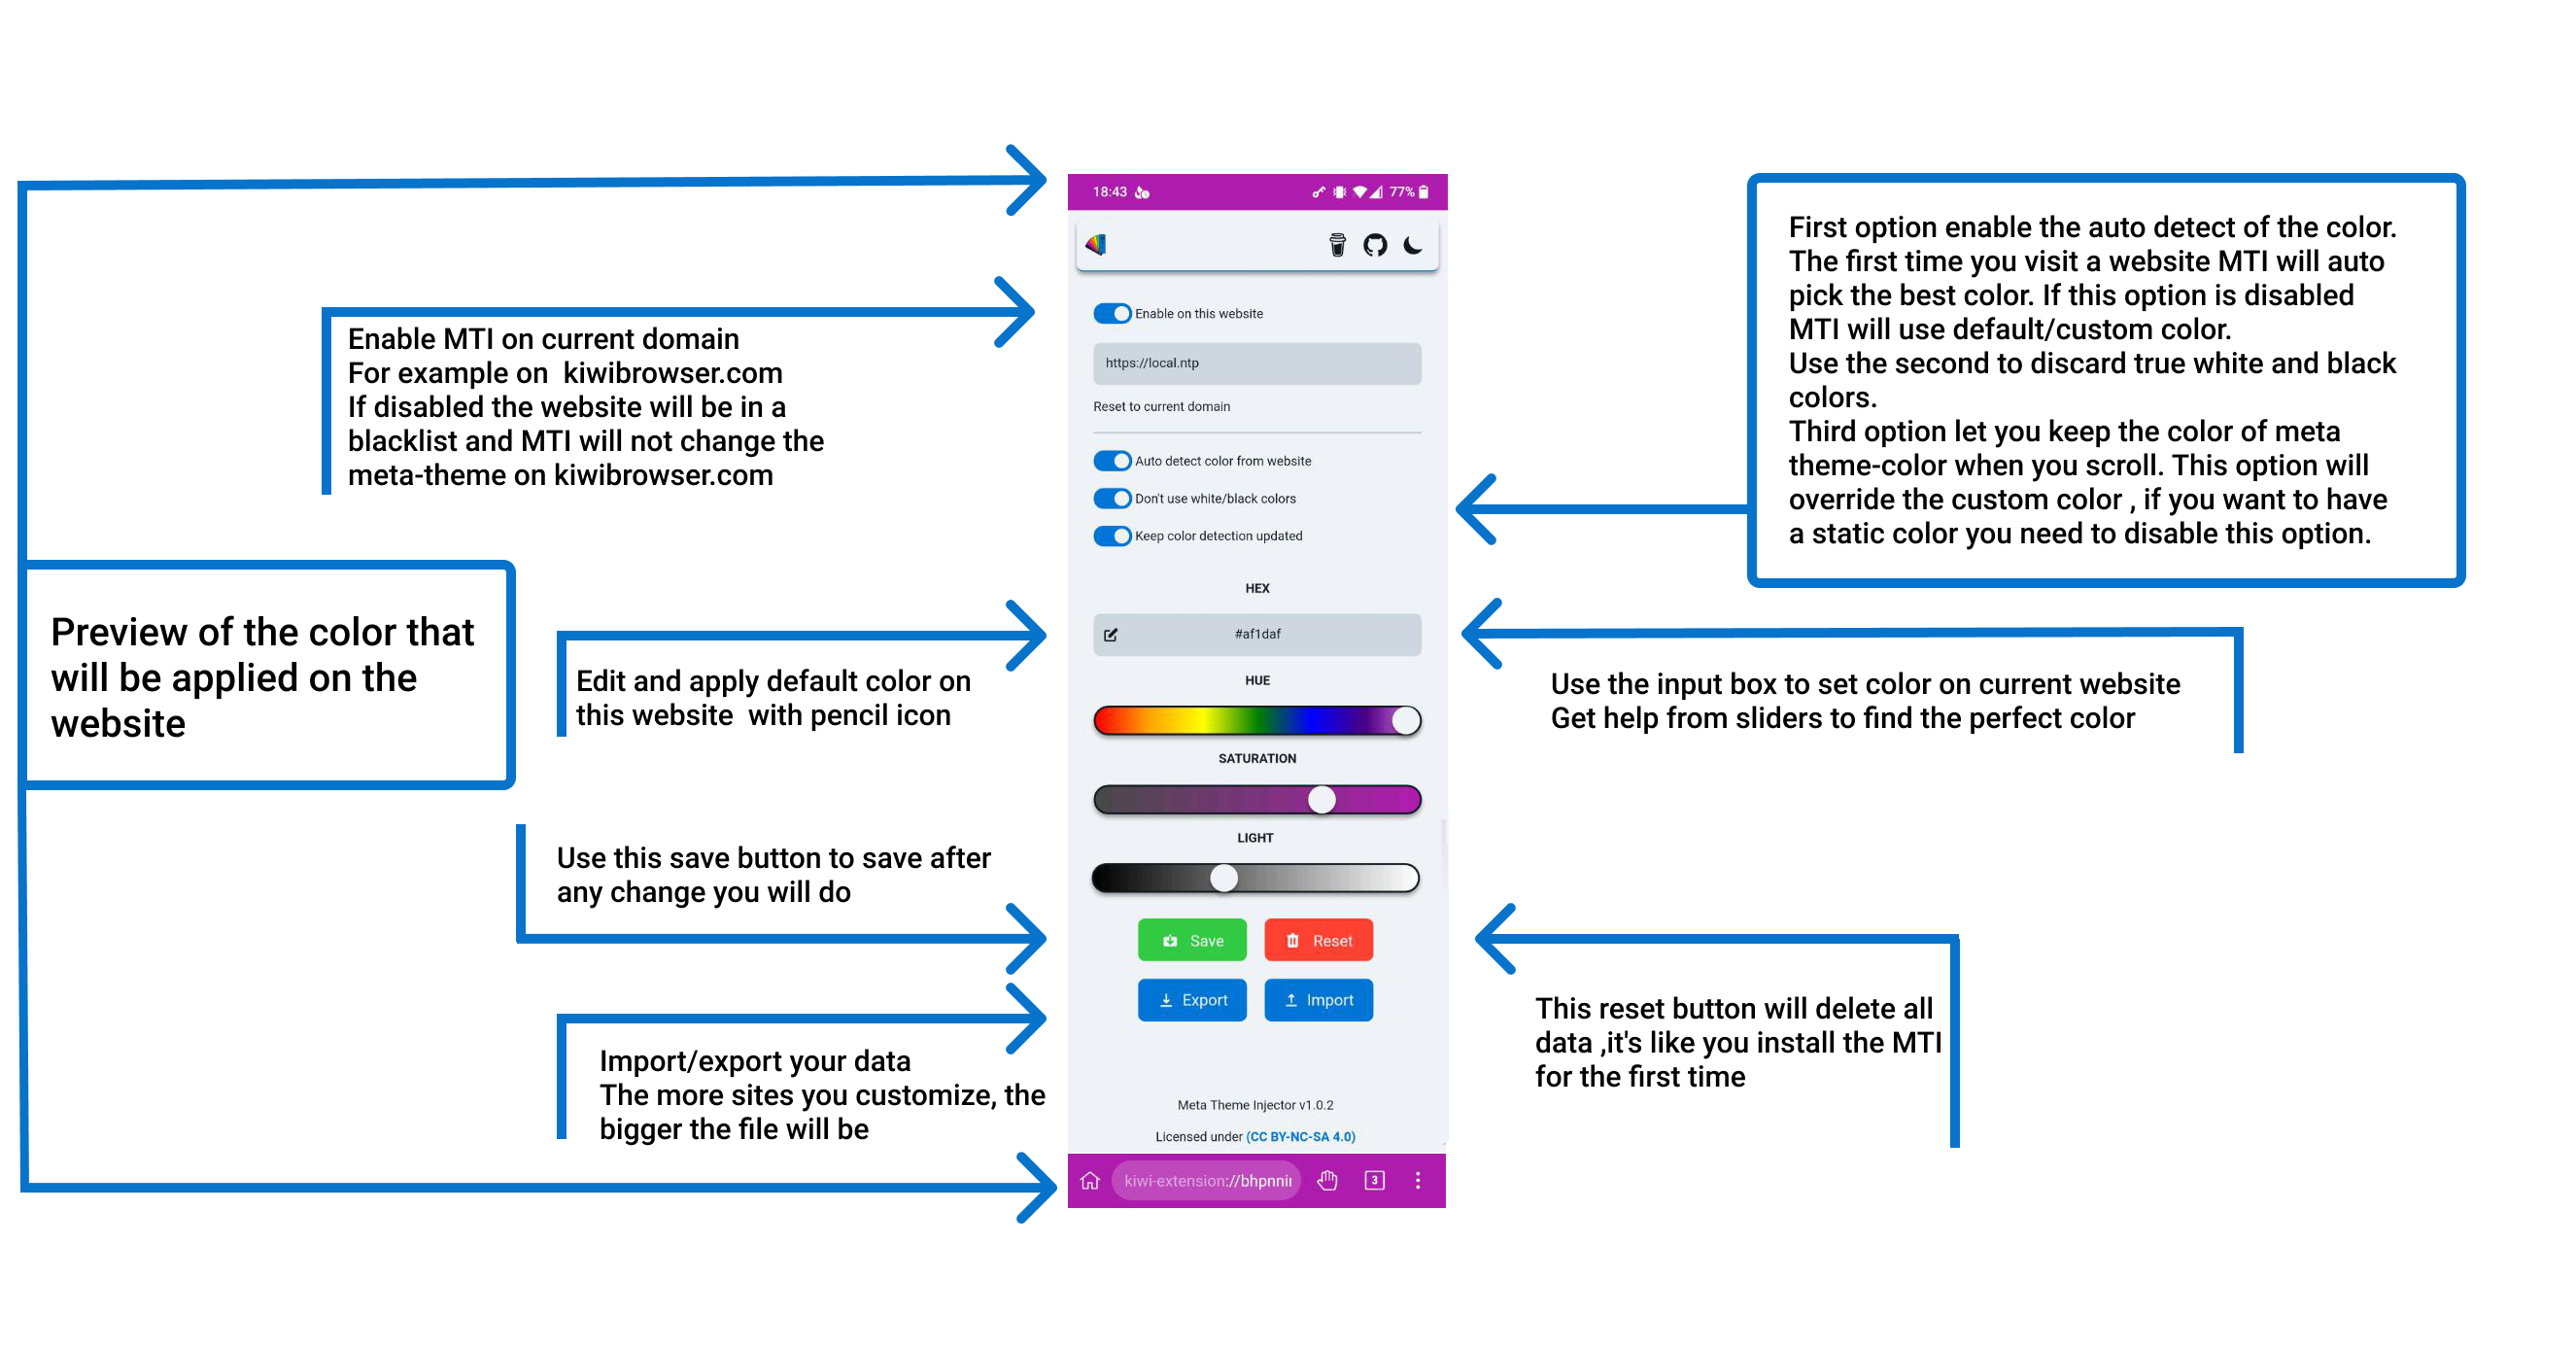 18:43
77%
Enable on this website
https://local.ntp
Reset to current domain
Auto detect color from website
Don't use white/black colors
Keep color detection updated
HEX
#af1daf
HUE
SATURATION
LIGHT
Save
Reset
Export
Import
Meta Theme Injector v1.0.2
Licensed under (CC BY-NC-SA 4.0)
kiwi-extension://bhpnnii
3
Enable MTI on current domain
For example on kiwibrowser.com
If disabled the website will be in a
blacklist and MTI will not change the
meta-theme on kiwibrowser.com
Preview of the color that
will be applied on the
website
Edit and apply default color on
this website with pencil icon
Use this save button to save after
any change you will do
Import/export your data
The more sites you customize, the
bigger the file will be
First option enable the auto detect of the color.
The first time you visit a website MTI will auto
pick the best color. If this option is disabled
MTI will use default/custom color.
Use the second to discard true white and black
colors.
Third option let you keep the color of meta
theme-color when you scroll. This option will
override the custom color , if you want to have
a static color you need to disable this option.
Use the input box to set color on current website
Get help from sliders to find the perfect color
This reset button will delete all
data ,it's like you install the MTI
for the first time